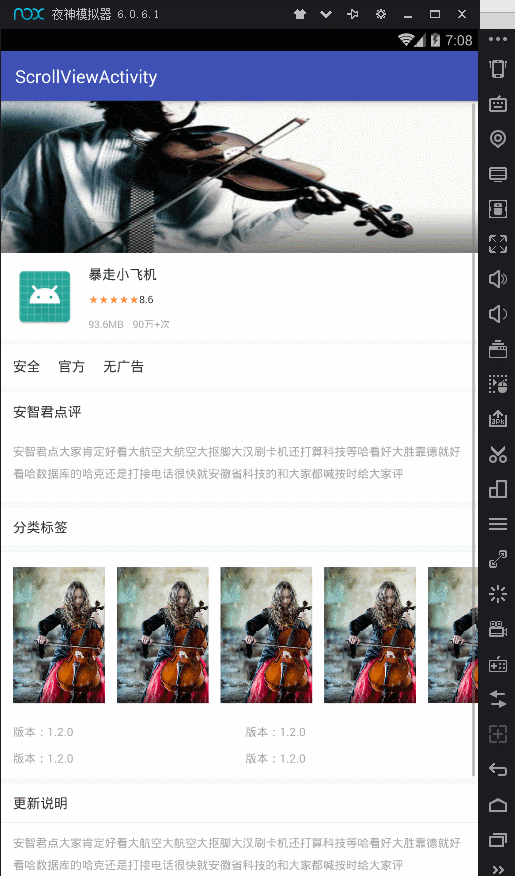 nox 夜神模拟器 6.0.6.1
7:08
ScrollViewActivity
暴走小飞机
★★★★★8.6
93.6MB 90万+次
安全 官方 无广告
安智君点评
安智君点大家肯定好看大航空大航空大抠脚大汉刷卡机还打算科技等哈看好大胜靠德就好
看哈数据库的哈克还是打接电话很快就安徽省科技的和大家都喊按时给大家评
分类标签
版本：1.2.0 版本：1.2.0
版本：1.2.0 版本：1.2.0
更新说明
安智君点大家肯定好看大航空大航空大抠脚大汉刷卡机还打算科技等哈看好大胜靠德就好
看哈数据库的哈克还是打接电话很快就安徽省科技的和大家都喊按时给大家评